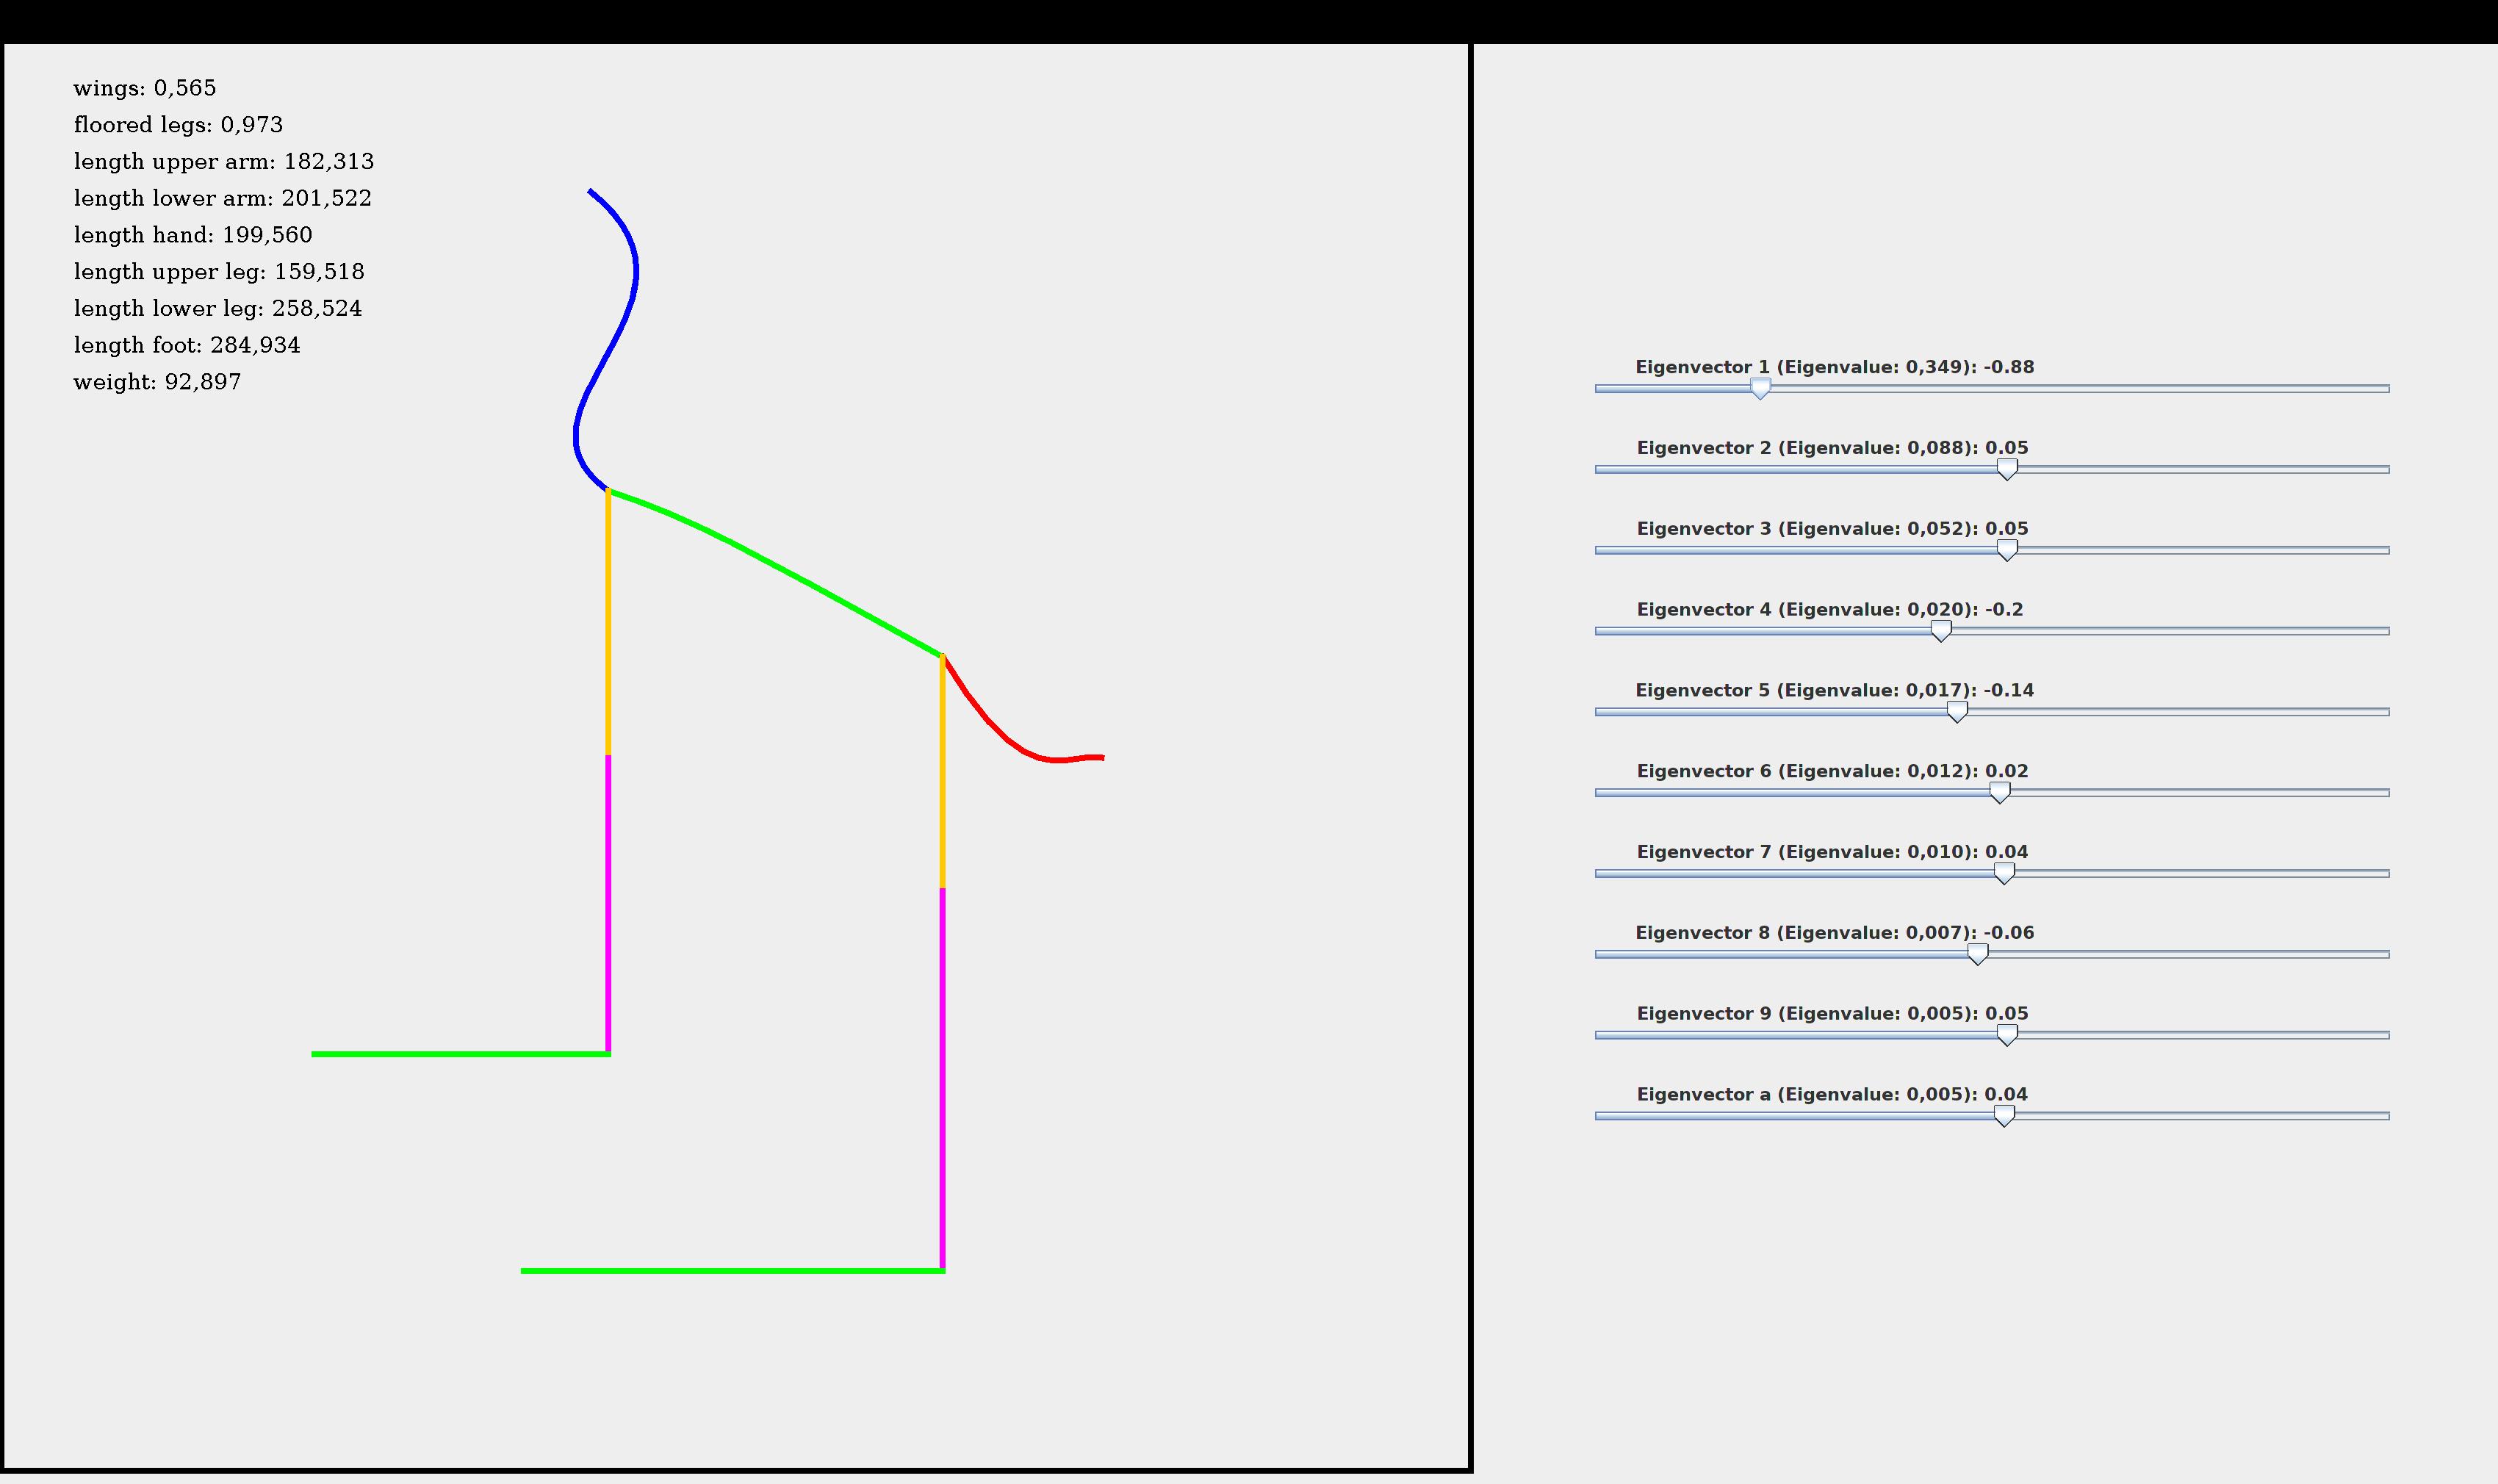 wings: 0,565
floored legs: 0,973
length upper arm: 182,313
length lower arm: 201,522
length hand: 199,560
length upper leg: 159,518
length lower leg: 258,524
length foot: 284,934
weight: 92,897
Eigenvector 1 (Eigenvalue: 0,349): -0.88
Eigenvector 2 (Eigenvalue: 0,088): 0.05
Eigenvector 3 (Eigenvalue: 0,052): 0.05
Eigenvector 4 (Eigenvalue: 0,020): -0.2
Eigenvector 5 (Eigenvalue: 0,017): -0.14
Eigenvector 6 (Eigenvalue: 0,012): 0.02
Eigenvector 7 (Eigenvalue: 0,010): 0.04
Eigenvector 8 (Eigenvalue: 0,007): -0.06
Eigenvector 9 (Eigenvalue: 0,005): 0.05
Eigenvector a (Eigenvalue: 0,005): 0.04